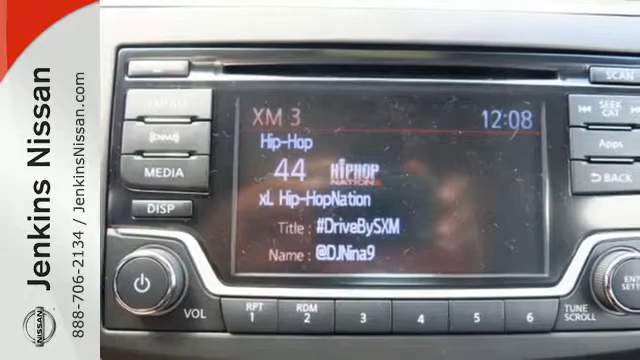 Jenkins Nissan
888-706-2134 / JenkinsNissan.com
NISSAN
SCAN
XM 3
12:08
SEEK
CAT
Hip-Hop
44 HIPHOP
NATION
Apps
MEDIA
BACK
xL Hip-HopNation
DISP
Title : #DriveBySXM
Name : @DJNina9
VOL
RPT
1
RDM
2
3
4
5
6
TUNE
SCROLL